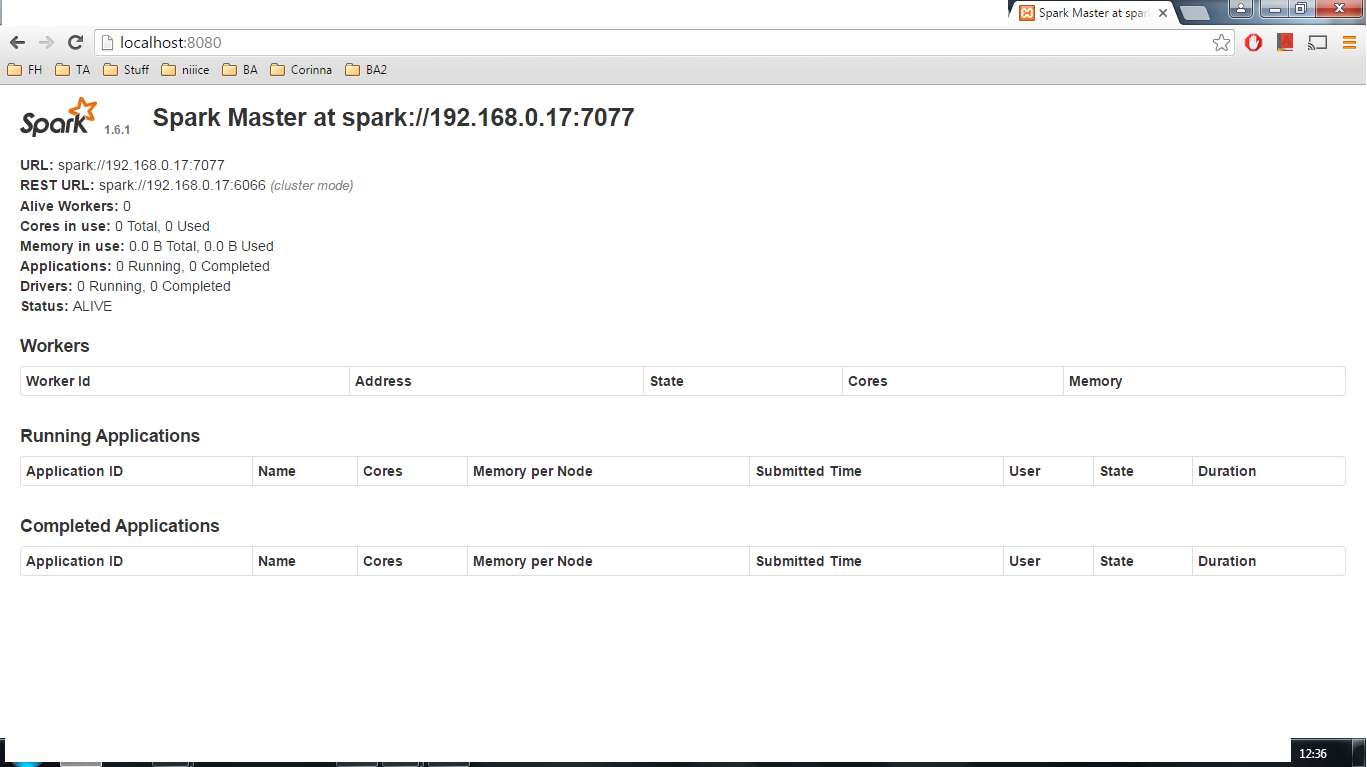 Spark Master at spar
localhost:8080
FH TA Stuff niiice BA Corinna BA2
Spark 1.6.1 Spark Master at spark://192.168.0.17:7077
URL: spark://192.168.0.17:7077
REST URL: spark://192.168.0.17:6066 (cluster mode)
Alive Workers: 0
Cores in use: 0 Total, 0 Used
Memory in use: 0.0 B Total, 0.0 B Used
Applications: 0 Running, 0 Completed
Drivers: 0 Running, 0 Completed
Status: ALIVE
Workers
Worker Id Address State Cores Memory
Running Applications
Application ID Name Cores Memory per Node Submitted Time User State Duration
Completed Applications
Application ID Name Cores Memory per Node Submitted Time User State Duration
12:36